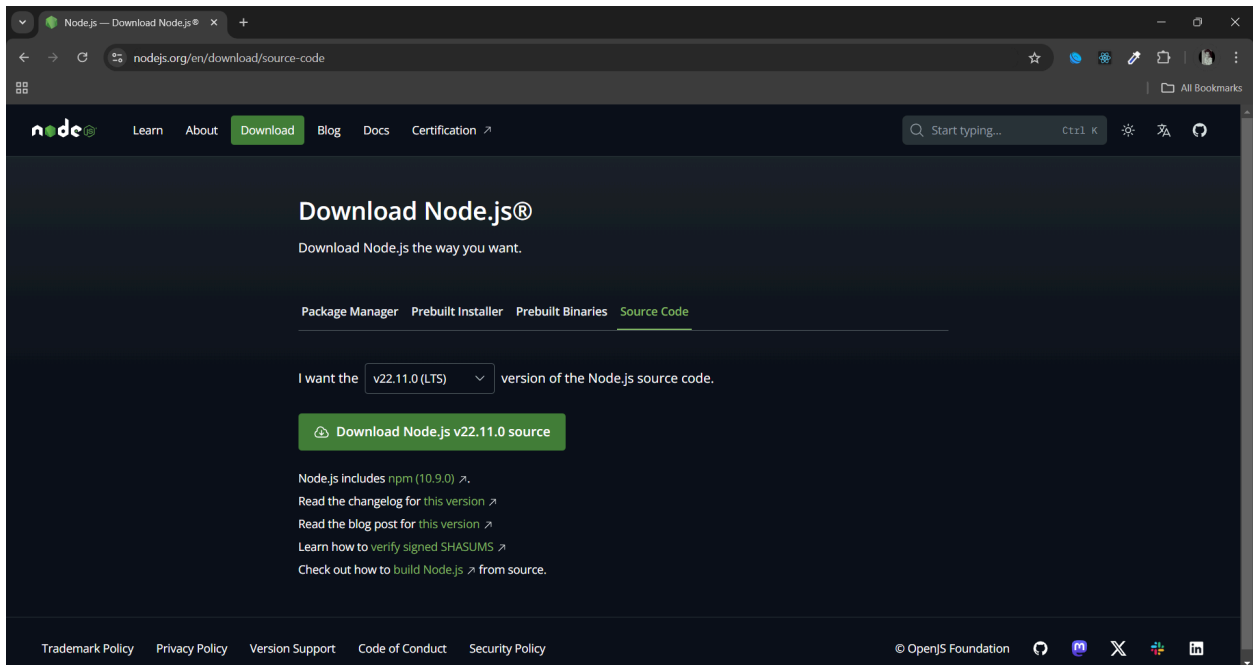 Node.js — Download Node.js®
nodejs.org/en/download/source-code
All Bookmarks
node js Learn About Download Blog Docs Certification ↗ Start typing... Ctrl K
Download Node.js®
Download Node.js the way you want.
Package Manager Prebuilt Installer Prebuilt Binaries Source Code
I want the v22.11.0 (LTS) version of the Node.js source code.
Download Node.js v22.11.0 source
Node.js includes npm (10.9.0) ↗.
Read the changelog for this version ↗
Read the blog post for this version ↗
Learn how to verify signed SHASUMS ↗
Check out how to build Node.js ↗ from source.
Trademark Policy Privacy Policy Version Support Code of Conduct Security Policy © OpenJS Foundation